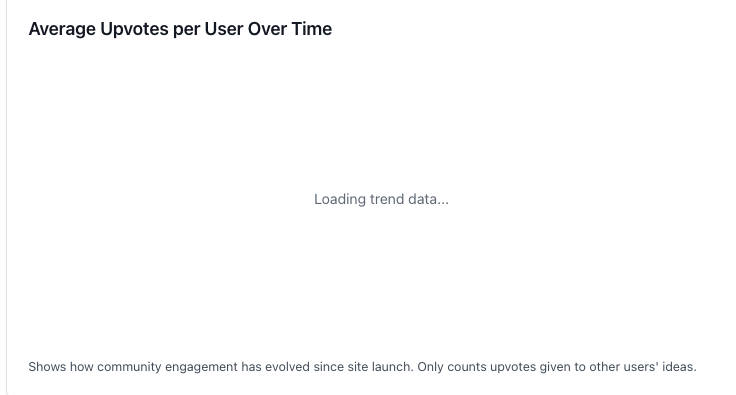 Average Upvotes per User Over Time
Loading trend data...
Shows how community engagement has evolved since site launch. Only counts upvotes given to other users' ideas.